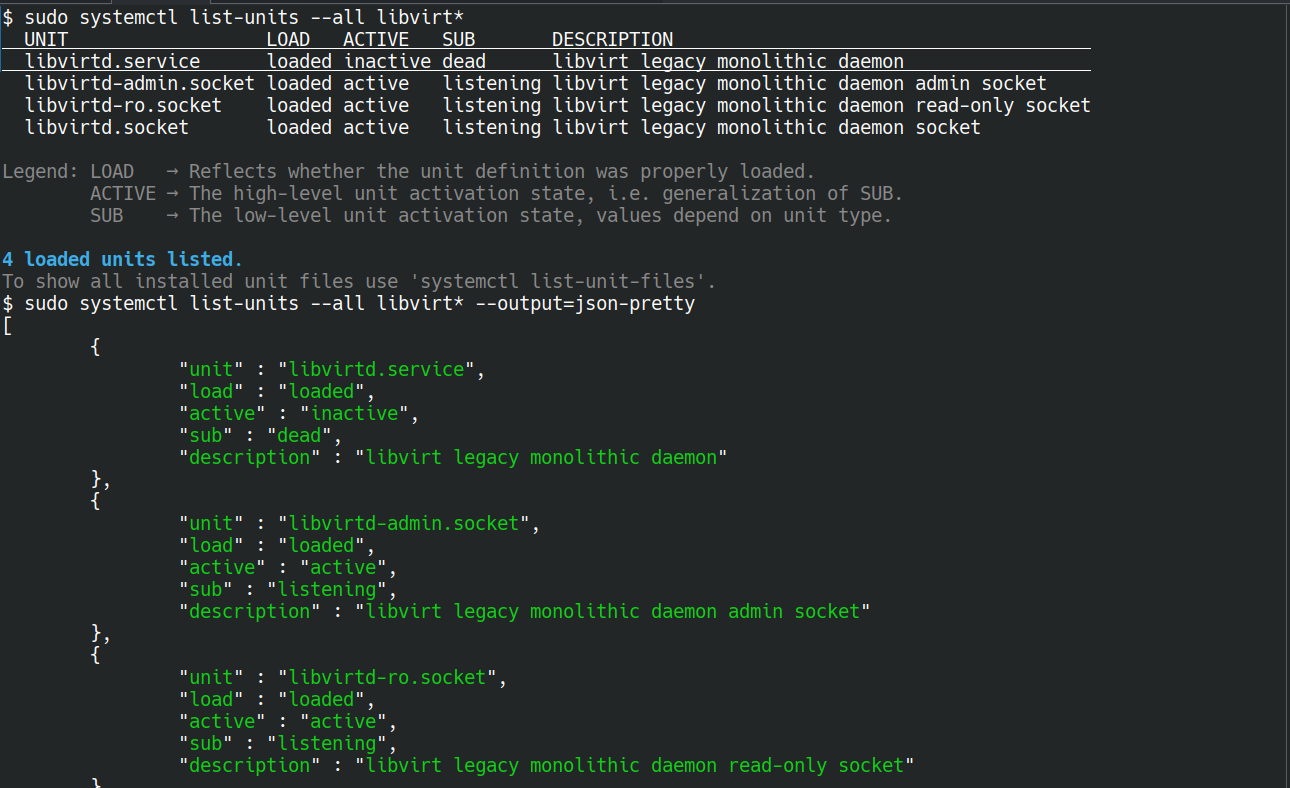 $ sudo systemctl list-units --all libvirt*
  UNIT                  LOAD   ACTIVE   SUB       DESCRIPTION
  libvirtd.service      loaded inactive dead      libvirt legacy monolithic daemon
  libvirtd-admin.socket loaded active   listening libvirt legacy monolithic daemon admin socket
  libvirtd-ro.socket    loaded active   listening libvirt legacy monolithic daemon read-only socket
  libvirtd.socket       loaded active   listening libvirt legacy monolithic daemon socket

Legend: LOAD   → Reflects whether the unit definition was properly loaded.
        ACTIVE → The high-level unit activation state, i.e. generalization of SUB.
        SUB    → The low-level unit activation state, values depend on unit type.

4 loaded units listed.
To show all installed unit files use 'systemctl list-unit-files'.
$ sudo systemctl list-units --all libvirt* --output=json-pretty
[
        {
                "unit" : "libvirtd.service",
                "load" : "loaded",
                "active" : "inactive",
                "sub" : "dead",
                "description" : "libvirt legacy monolithic daemon"
        },
        {
                "unit" : "libvirtd-admin.socket",
                "load" : "loaded",
                "active" : "active",
                "sub" : "listening",
                "description" : "libvirt legacy monolithic daemon admin socket"
        },
        {
                "unit" : "libvirtd-ro.socket",
                "load" : "loaded",
                "active" : "active",
                "sub" : "listening",
                "description" : "libvirt legacy monolithic daemon read-only socket"